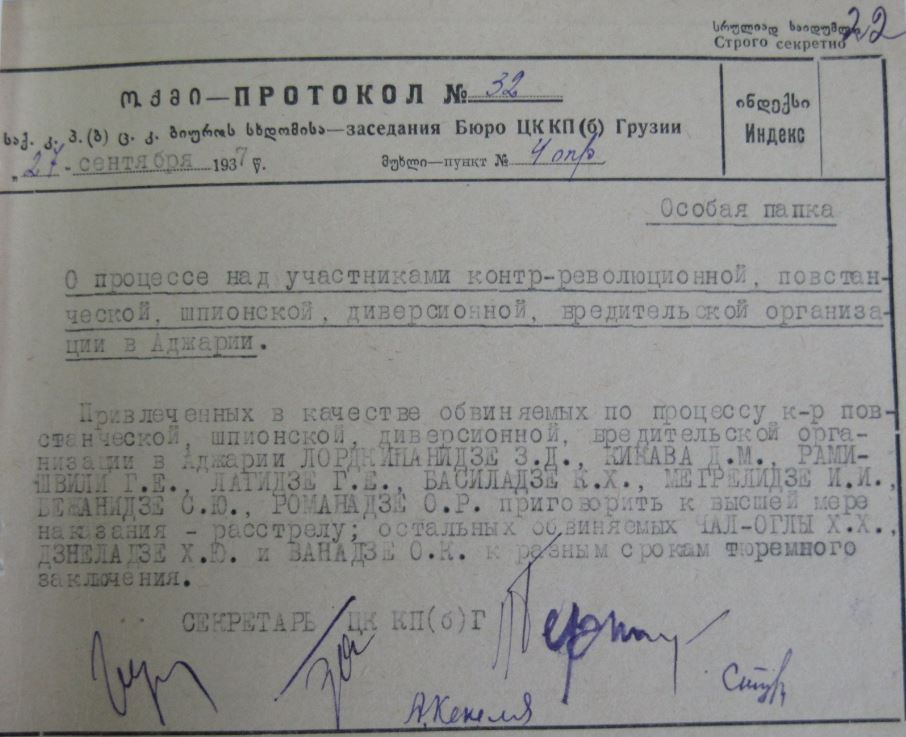 22
სრულიად საიდუმლო
Строго секретно
ოქმი—ПРОТОКОЛ № 32
საქ. კ. პ. (ბ) ც. კ. ბიუროს სხდომისა—заседания Бюро ЦК КП(б) Грузии
„27 - сентября 1937 წ.
მუხლი—пункт № 4 опр
ინდექსი
Индекс
Особая папка
О процессе над участниками контр-революционной, повстан-
ческой, шпионской, диверсионной, вредительской организа-
ции в Аджарии.
Привлеченных в качестве обвиняемых по процессу к-р пов-
станческой, шпионской, диверсионной, вредительской орга-
низации в Аджарии ЛОРДКИПАНИДЗЕ З.Д., КИКАВА Д.М., РАМИ-
ШВИЛИ Г.Е., ЛАГИДЗЕ Г.Е., ВАСИЛАДЗЕ К.Х., МЕГРЕЛИДЗЕ И.И.,
БЕЖАНИДЗЕ С.Ю., РОМАНАДЗЕ О.Р. приговорить к высшей мере
наказания - расстрелу; остальных обвиняемых ЧАЛ-ОГЛЫ Х.Х.,
ДЗНЕЛАДЗЕ Х.Ю. и ВАНАДЗЕ О.К. к разным срокам тюремного
заключения.
СЕКРЕТАРЬ ЦК КП(б)Г
А.Кекелия